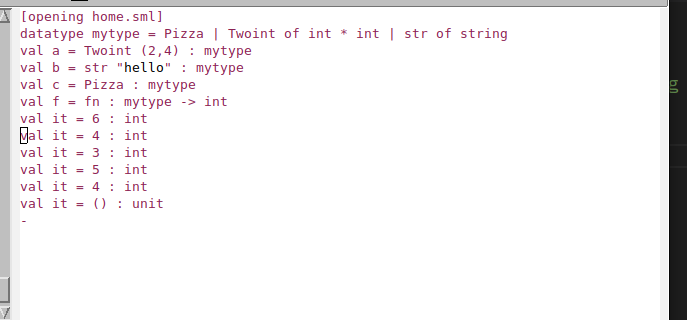 [opening home.sml]
datatype mytype = Pizza | Twoint of int * int | str of string
val a = Twoint (2,4) : mytype
val b = str "hello" : mytype
val c = Pizza : mytype
val f = fn : mytype -> int
val it = 6 : int
val it = 4 : int
val it = 3 : int
val it = 5 : int
val it = 4 : int
val it = () : unit
-